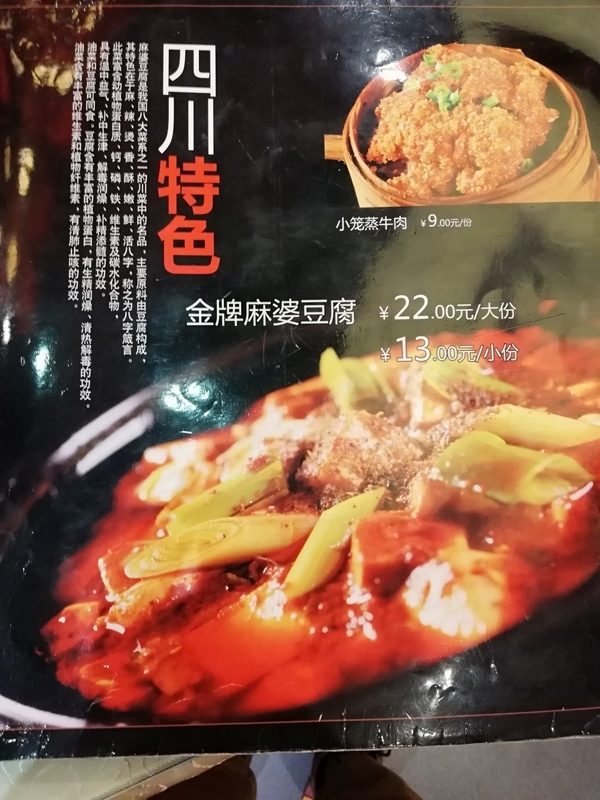 四川
特色
麻婆豆腐是我国八大菜系之一的川菜中的名品，主要原料由豆腐构成，
其特色在于麻、辣、烫、香、酥、嫩、鲜、活八字，称之为八字箴言。
此菜富含动植物蛋白质、钙、磷、铁、维生素及碳水化合物，
具有温中益气、补中生津、解毒润燥、补精添髓的功效。
油菜和豆腐可同食。豆腐含有丰富的植物蛋白，有生精润燥、清热解毒的功效。
油菜含有丰富的维生素和植物纤维素，有清肺止咳的功效。
小笼蒸牛肉 ￥9.00元/份
金牌麻婆豆腐 ￥22.00元/大份
￥13.00元/小份